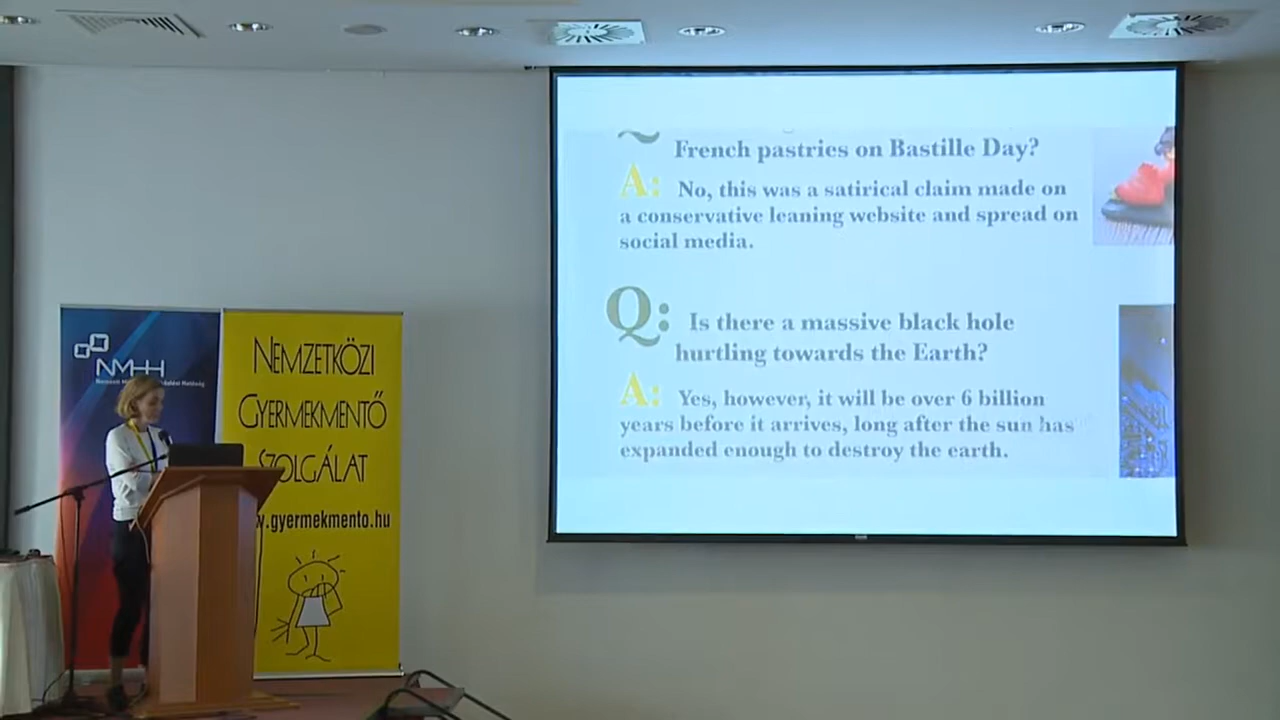 French pastries on Bastille Day?
A: No, this was a satirical claim made on
a conservative leaning website and spread on
social media.
Q: Is there a massive black hole
hurtling towards the Earth?
A: Yes, however, it will be over 6 billion
years before it arrives, long after the sun has
expanded enough to destroy the earth.
NMHH
NEMZETKÖZI
GYERMEKMENTŐ
SZOLGÁLAT
.gyermekmento.hu